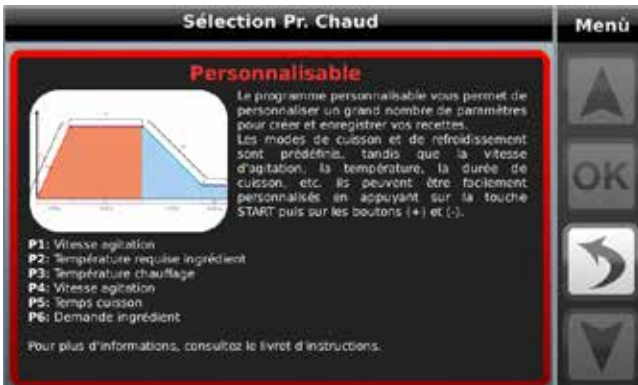 Sélection Pr. Chaud
Menù
Personnalisable
Le programme personnalisable vous permet de
personnaliser un grand nombre de paramètres
pour créer et enregistrer vos recettes.
Les modes de cuisson et de refroidissement
sont prédéfinis, tandis que la vitesse
d'agitation, la température, la durée de
cuisson, etc. ils peuvent être facilement
personnalisés en appuyant sur la touche
START puis sur les boutons (+) et (-).
OK
P1: Vitesse agitation
P2: Température requise ingrédient
P3: Température chauffage
P4: Vitesse agitation
P5: Temps cuisson
P6: Demande ingrédient
Pour plus d'informations, consultez le livret d'instructions.